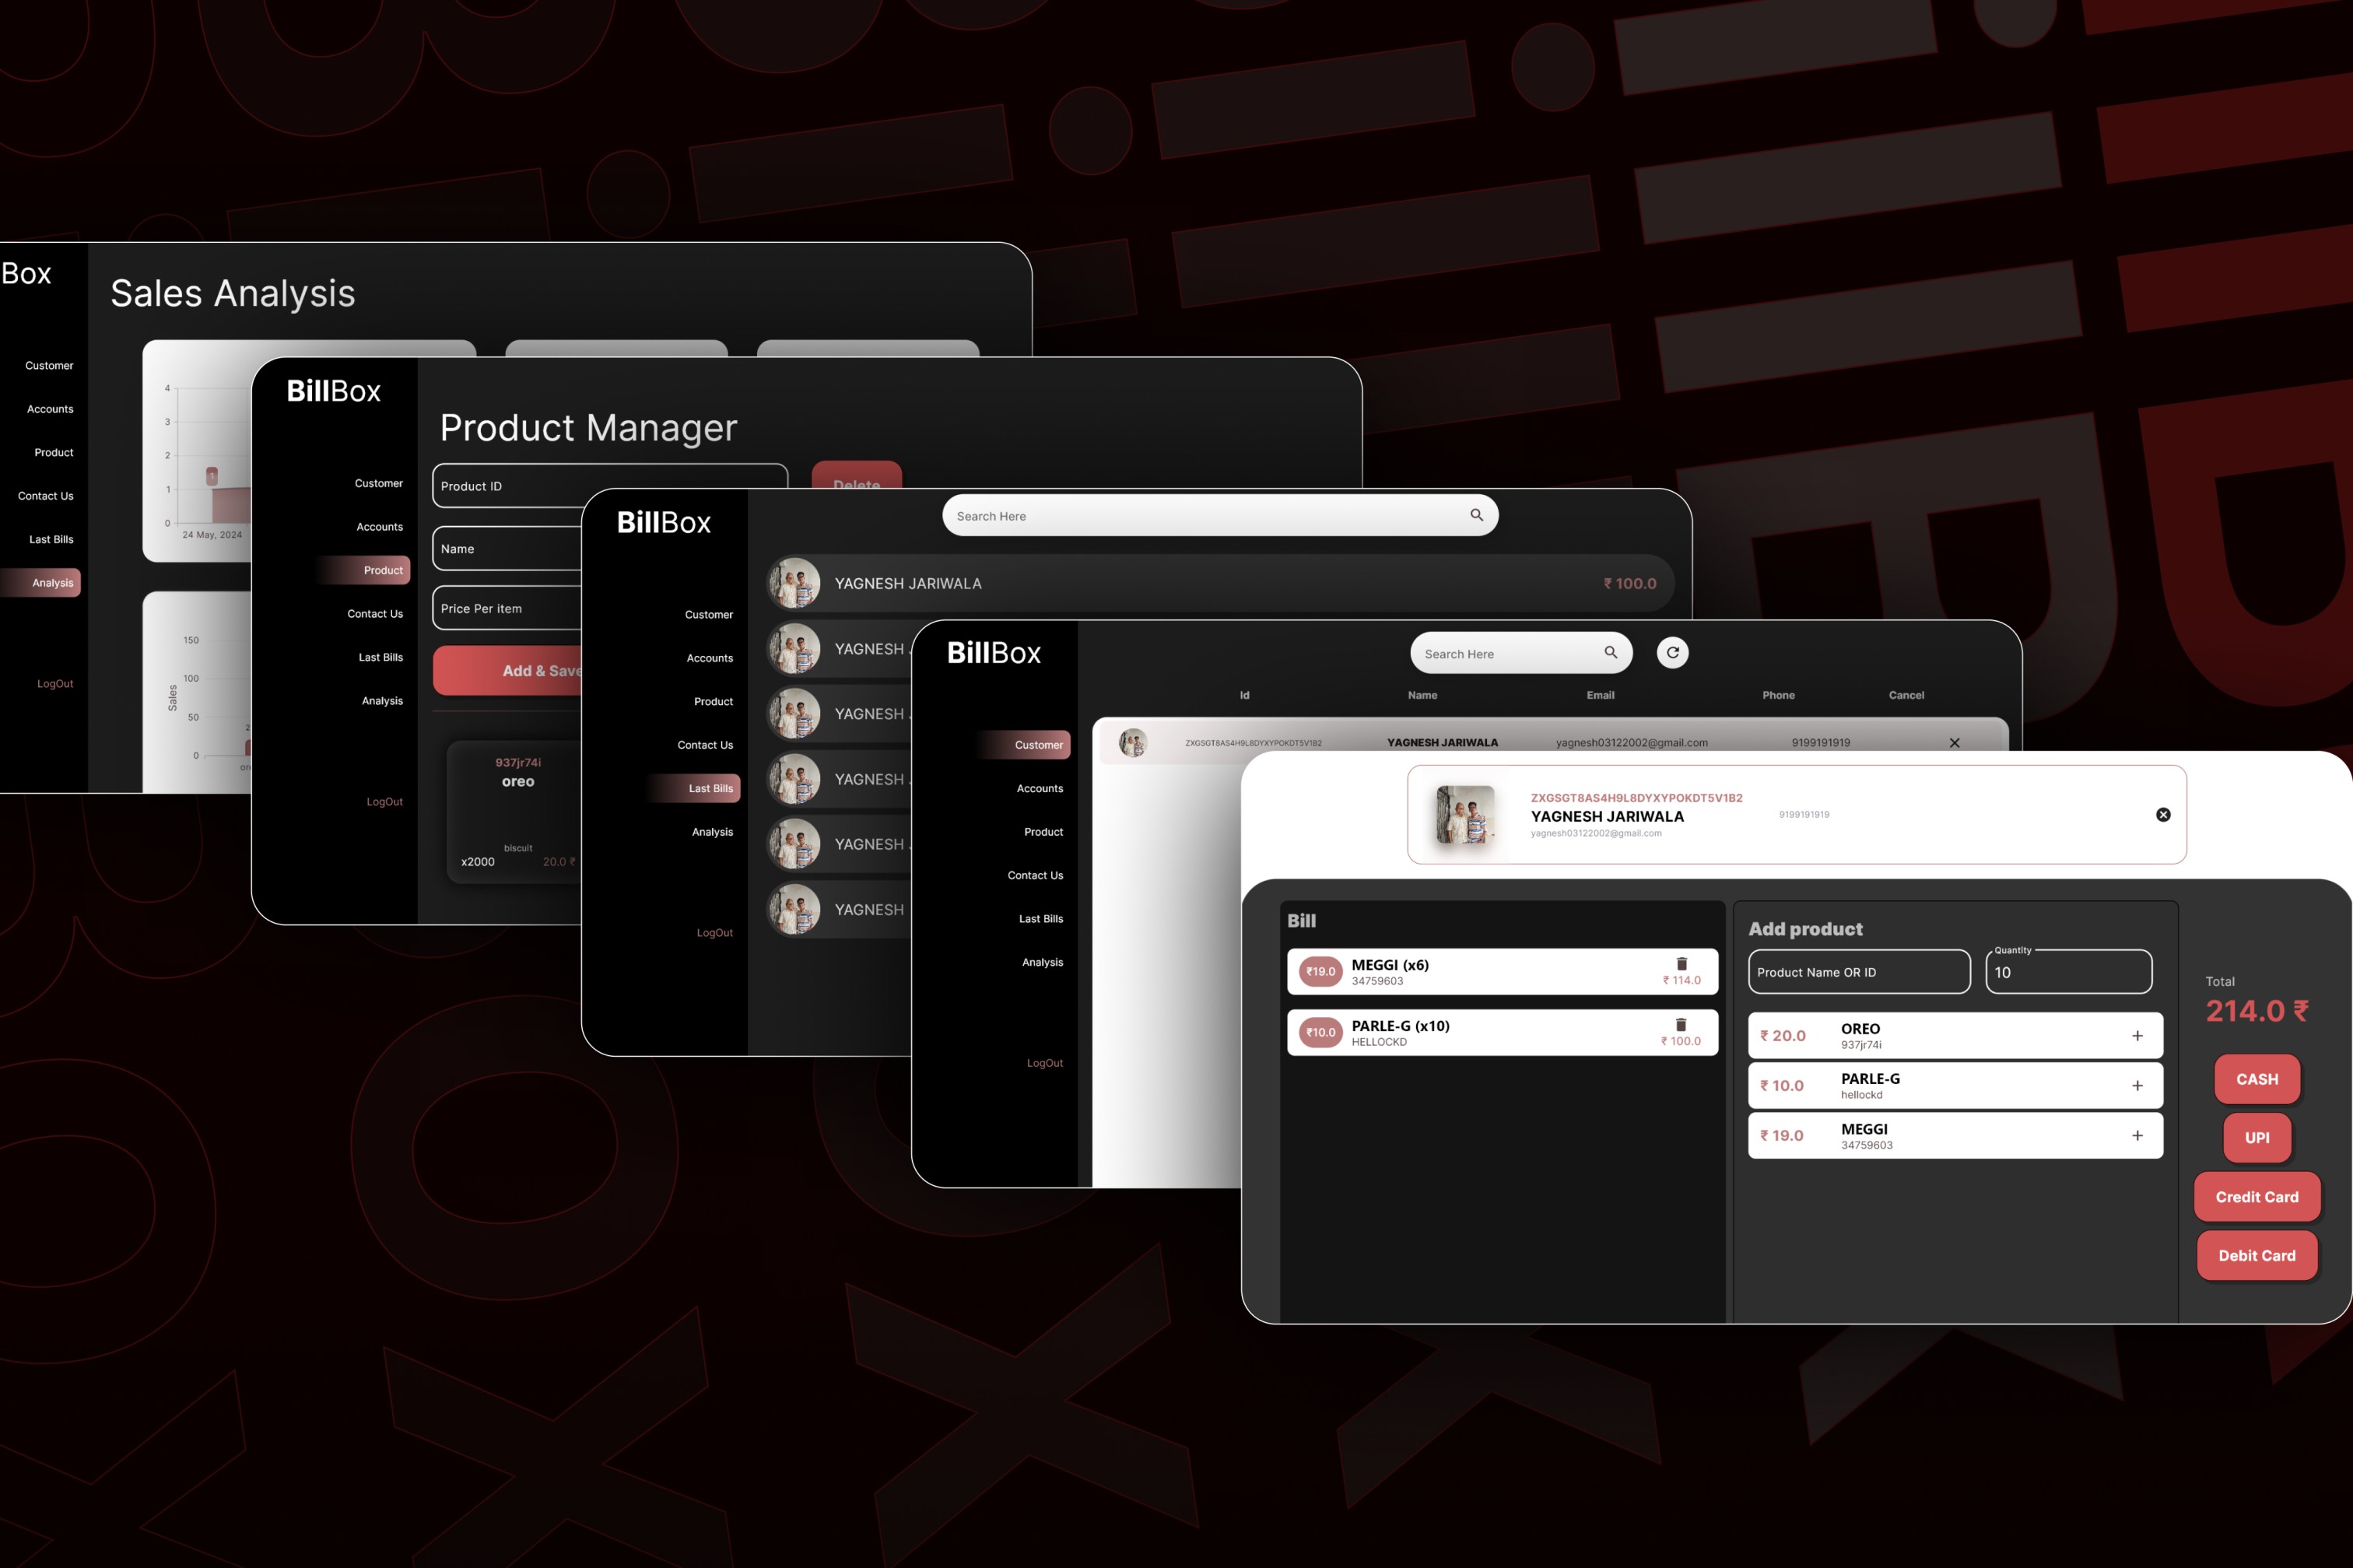 Box
Sales Analysis
Customer
Accounts
Product
Contact Us
Last Bills
Analysis
LogOut
4
3
2
1
0
1
24 May, 2024
150
100
50
0
Sales
2
BillBox
Product Manager
Customer
Accounts
Product
Contact Us
Last Bills
Analysis
LogOut
Product ID
Delete
Name
Price Per item
Add & Save
937jr74i
oreo
biscuit
x2000 20.0 ₹
BillBox
Search Here
Customer
Accounts
Product
Contact Us
Last Bills
Analysis
LogOut
YAGNESH JARIWALA ₹ 100.0
YAGNESH
YAGNESH
YAGNESH
YAGNESH
YAGNESH
BillBox
Search Here
Id Name Email Phone Cancel
ZXGSGT8AS4H9L8DYXYPOKDT5V1B2 YAGNESH JARIWALA yagnesh03122002@gmail.com 9199191919
Customer
Accounts
Product
Contact Us
Last Bills
Analysis
LogOut
ZXGSGT8AS4H9L8DYXYPOKDT5V1B2
YAGNESH JARIWALA 9199191919
yagnesh03122002@gmail.com
Bill
₹19.0 MEGGI (x6)
34759603 ₹ 114.0
₹10.0 PARLE-G (x10)
HELLOCKD ₹ 100.0
Add product
Product Name OR ID
Quantity
10
₹ 20.0 OREO
937jr74i
+
₹ 10.0 PARLE-G
hellockd
+
₹ 19.0 MEGGI
34759603
+
Total
214.0 ₹
CASH
UPI
Credit Card
Debit Card